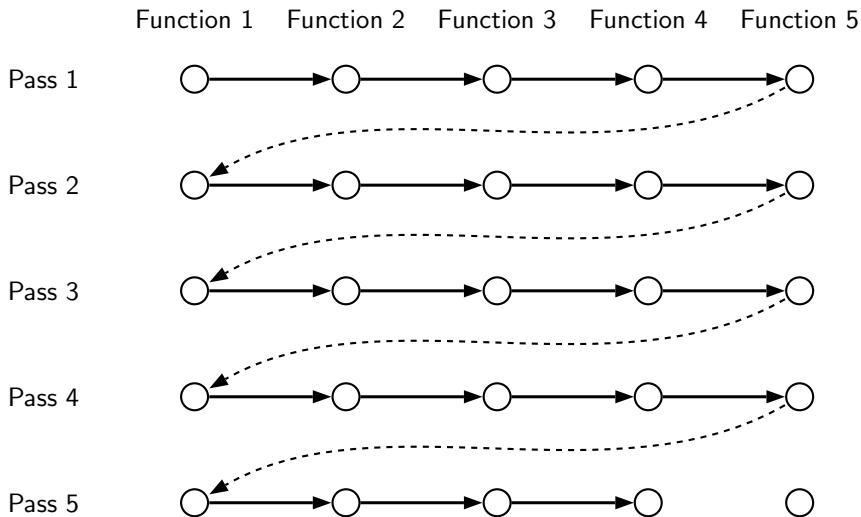 Function 1 Function 2 Function 3 Function 4 Function 5
Pass 1
Pass 2
Pass 3
Pass 4
Pass 5